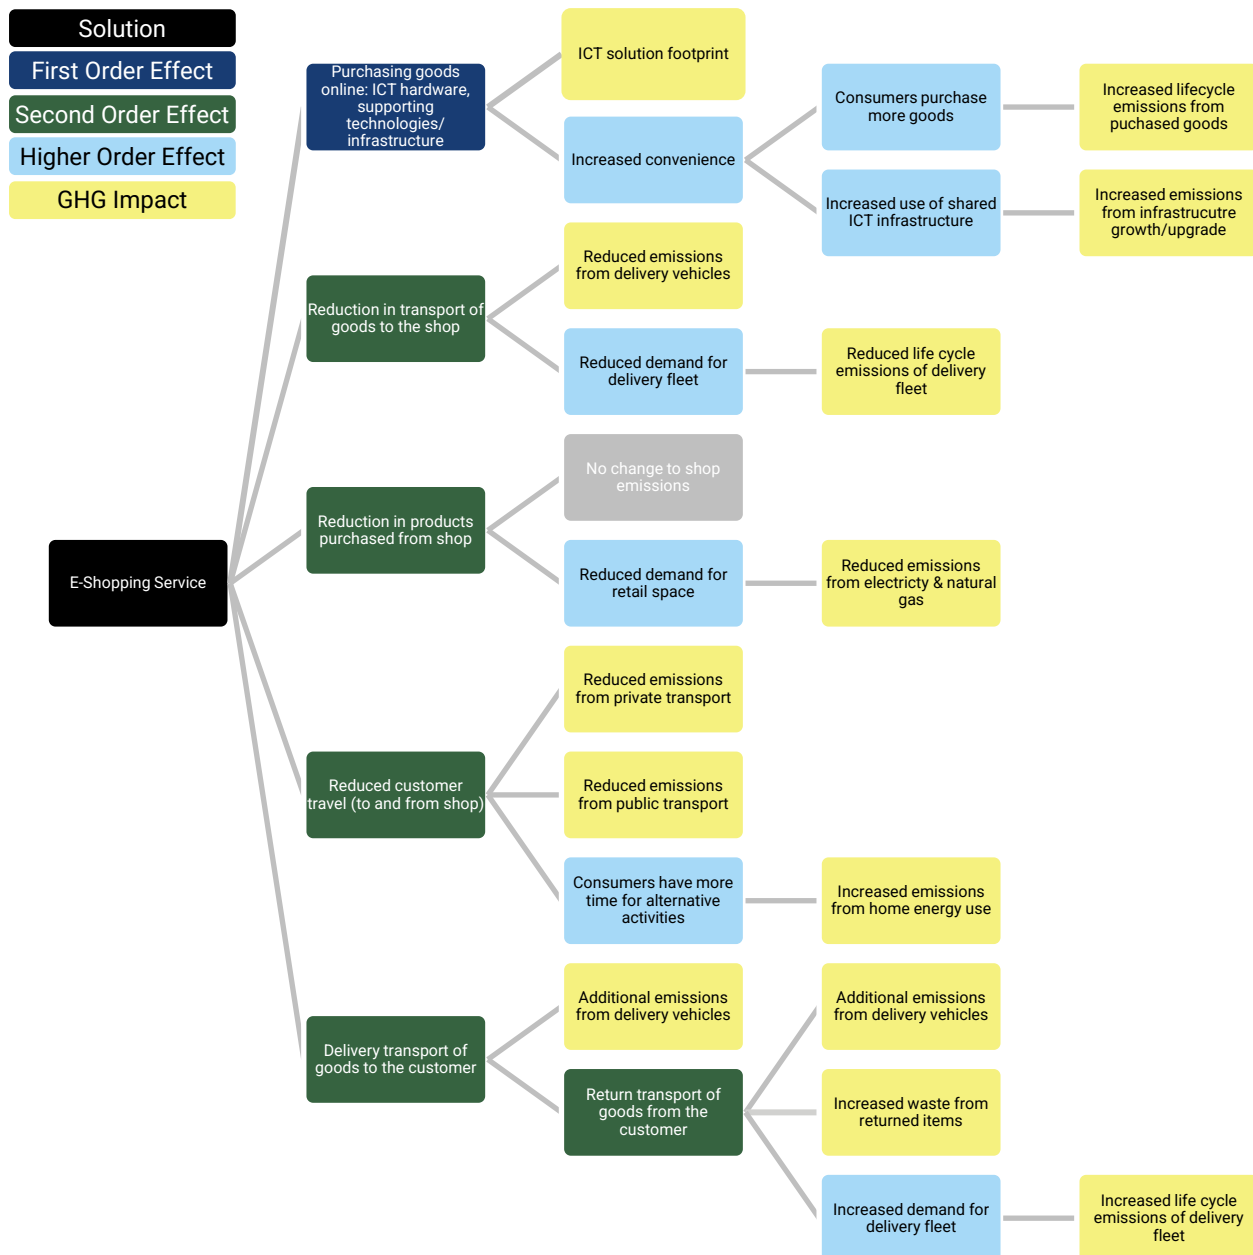 Solution
First Order Effect
Second Order Effect
Higher Order Effect
GHG Impact
E-Shopping Service
Purchasing goods
online: ICT hardware,
supporting
technologies/
infrastructure
ICT solution footprint
Increased convenience
Consumers purchase
more goods
Increased lifecycle
emissions from
puchased goods
Increased use of shared
ICT infrastructure
Increased emissions
from infrastrucutre
growth/upgrade
Reduction in transport of
goods to the shop
Reduced emissions
from delivery vehicles
Reduced demand for
delivery fleet
Reduced life cycle
emissions of delivery
fleet
Reduction in products
purchased from shop
No change to shop
emissions
Reduced demand for
retail space
Reduced emissions
from electricty & natural
gas
Reduced customer
travel (to and from shop)
Reduced emissions
from private transport
Reduced emissions
from public transport
Consumers have more
time for alternative
activities
Increased emissions
from home energy use
Delivery transport of
goods to the customer
Additional emissions
from delivery vehicles
Return transport of
goods from the
customer
Additional emissions
from delivery vehicles
Increased waste from
returned items
Increased demand for
delivery fleet
Increased life cycle
emissions of delivery
fleet